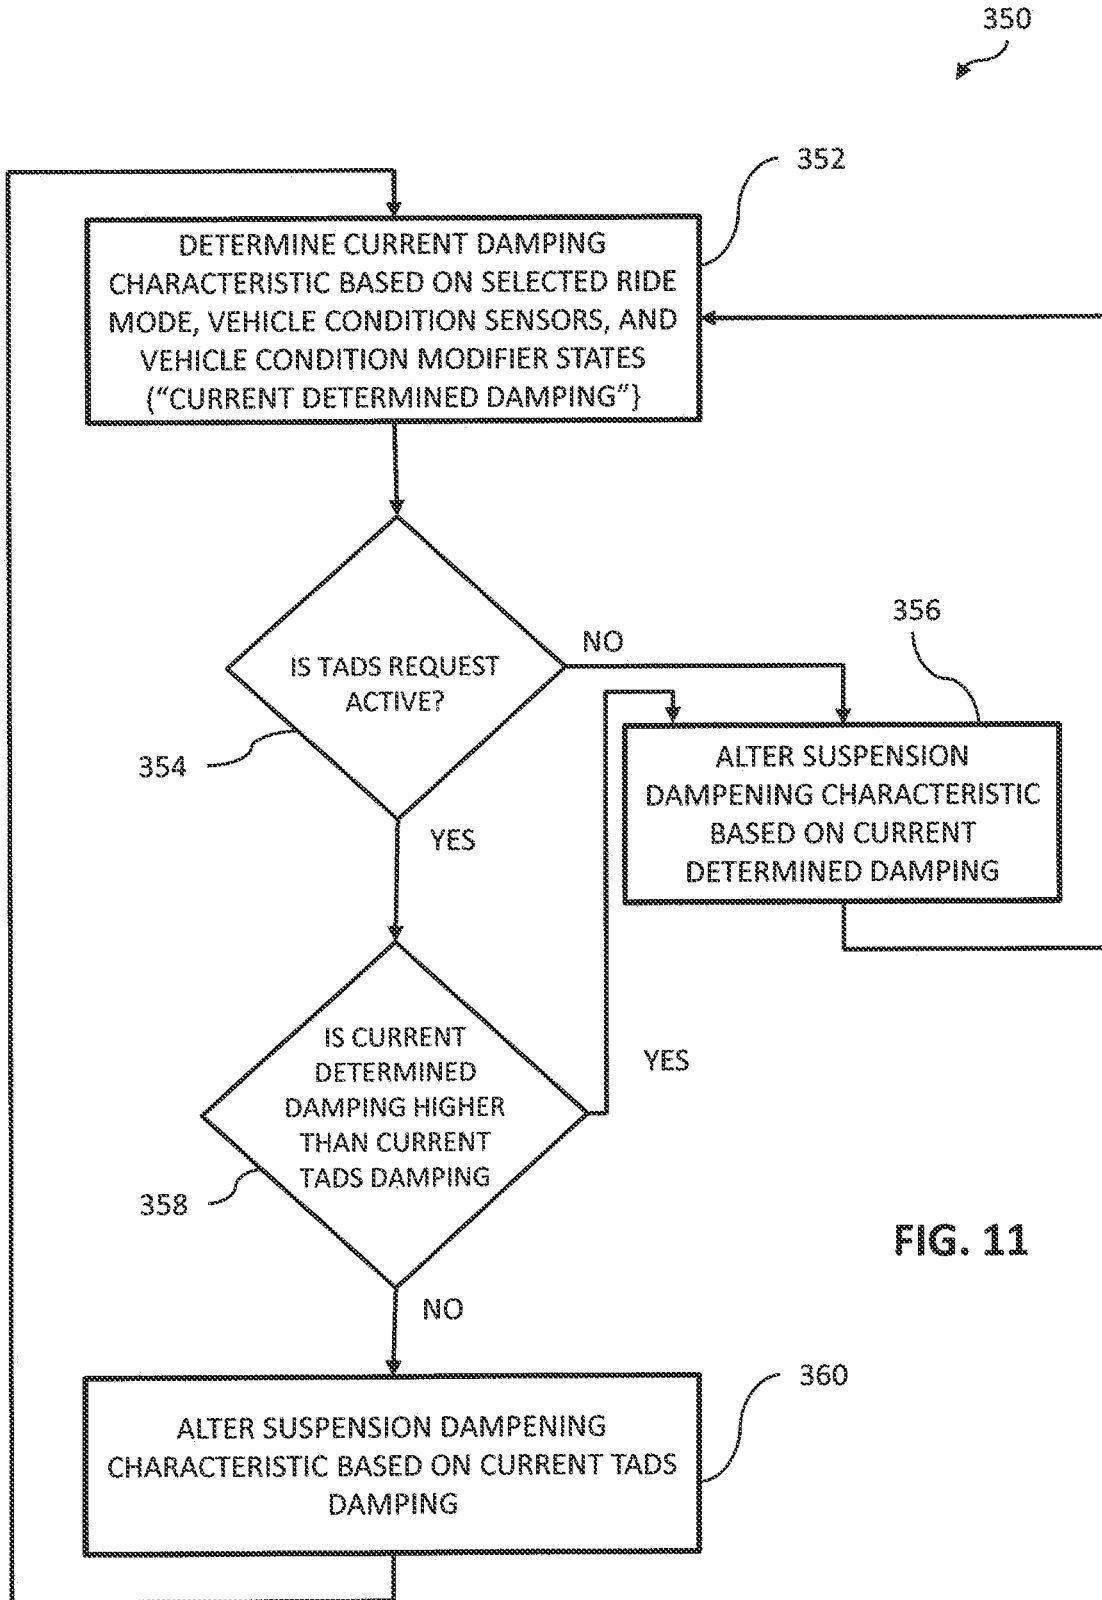 350
352
DETERMINE CURRENT DAMPING
CHARACTERISTIC BASED ON SELECTED RIDE
MODE, VEHICLE CONDITION SENSORS, AND
VEHICLE CONDITION MODIFIER STATES
("CURRENT DETERMINED DAMPING"}
IS TADS REQUEST
ACTIVE?
354
NO
YES
356
ALTER SUSPENSION
DAMPENING CHARACTERISTIC
BASED ON CURRENT
DETERMINED DAMPING
IS CURRENT
DETERMINED
DAMPING HIGHER
THAN CURRENT
TADS DAMPING
358
YES
NO
FIG. 11
360
ALTER SUSPENSION DAMPENING
CHARACTERISTIC BASED ON CURRENT TADS
DAMPING